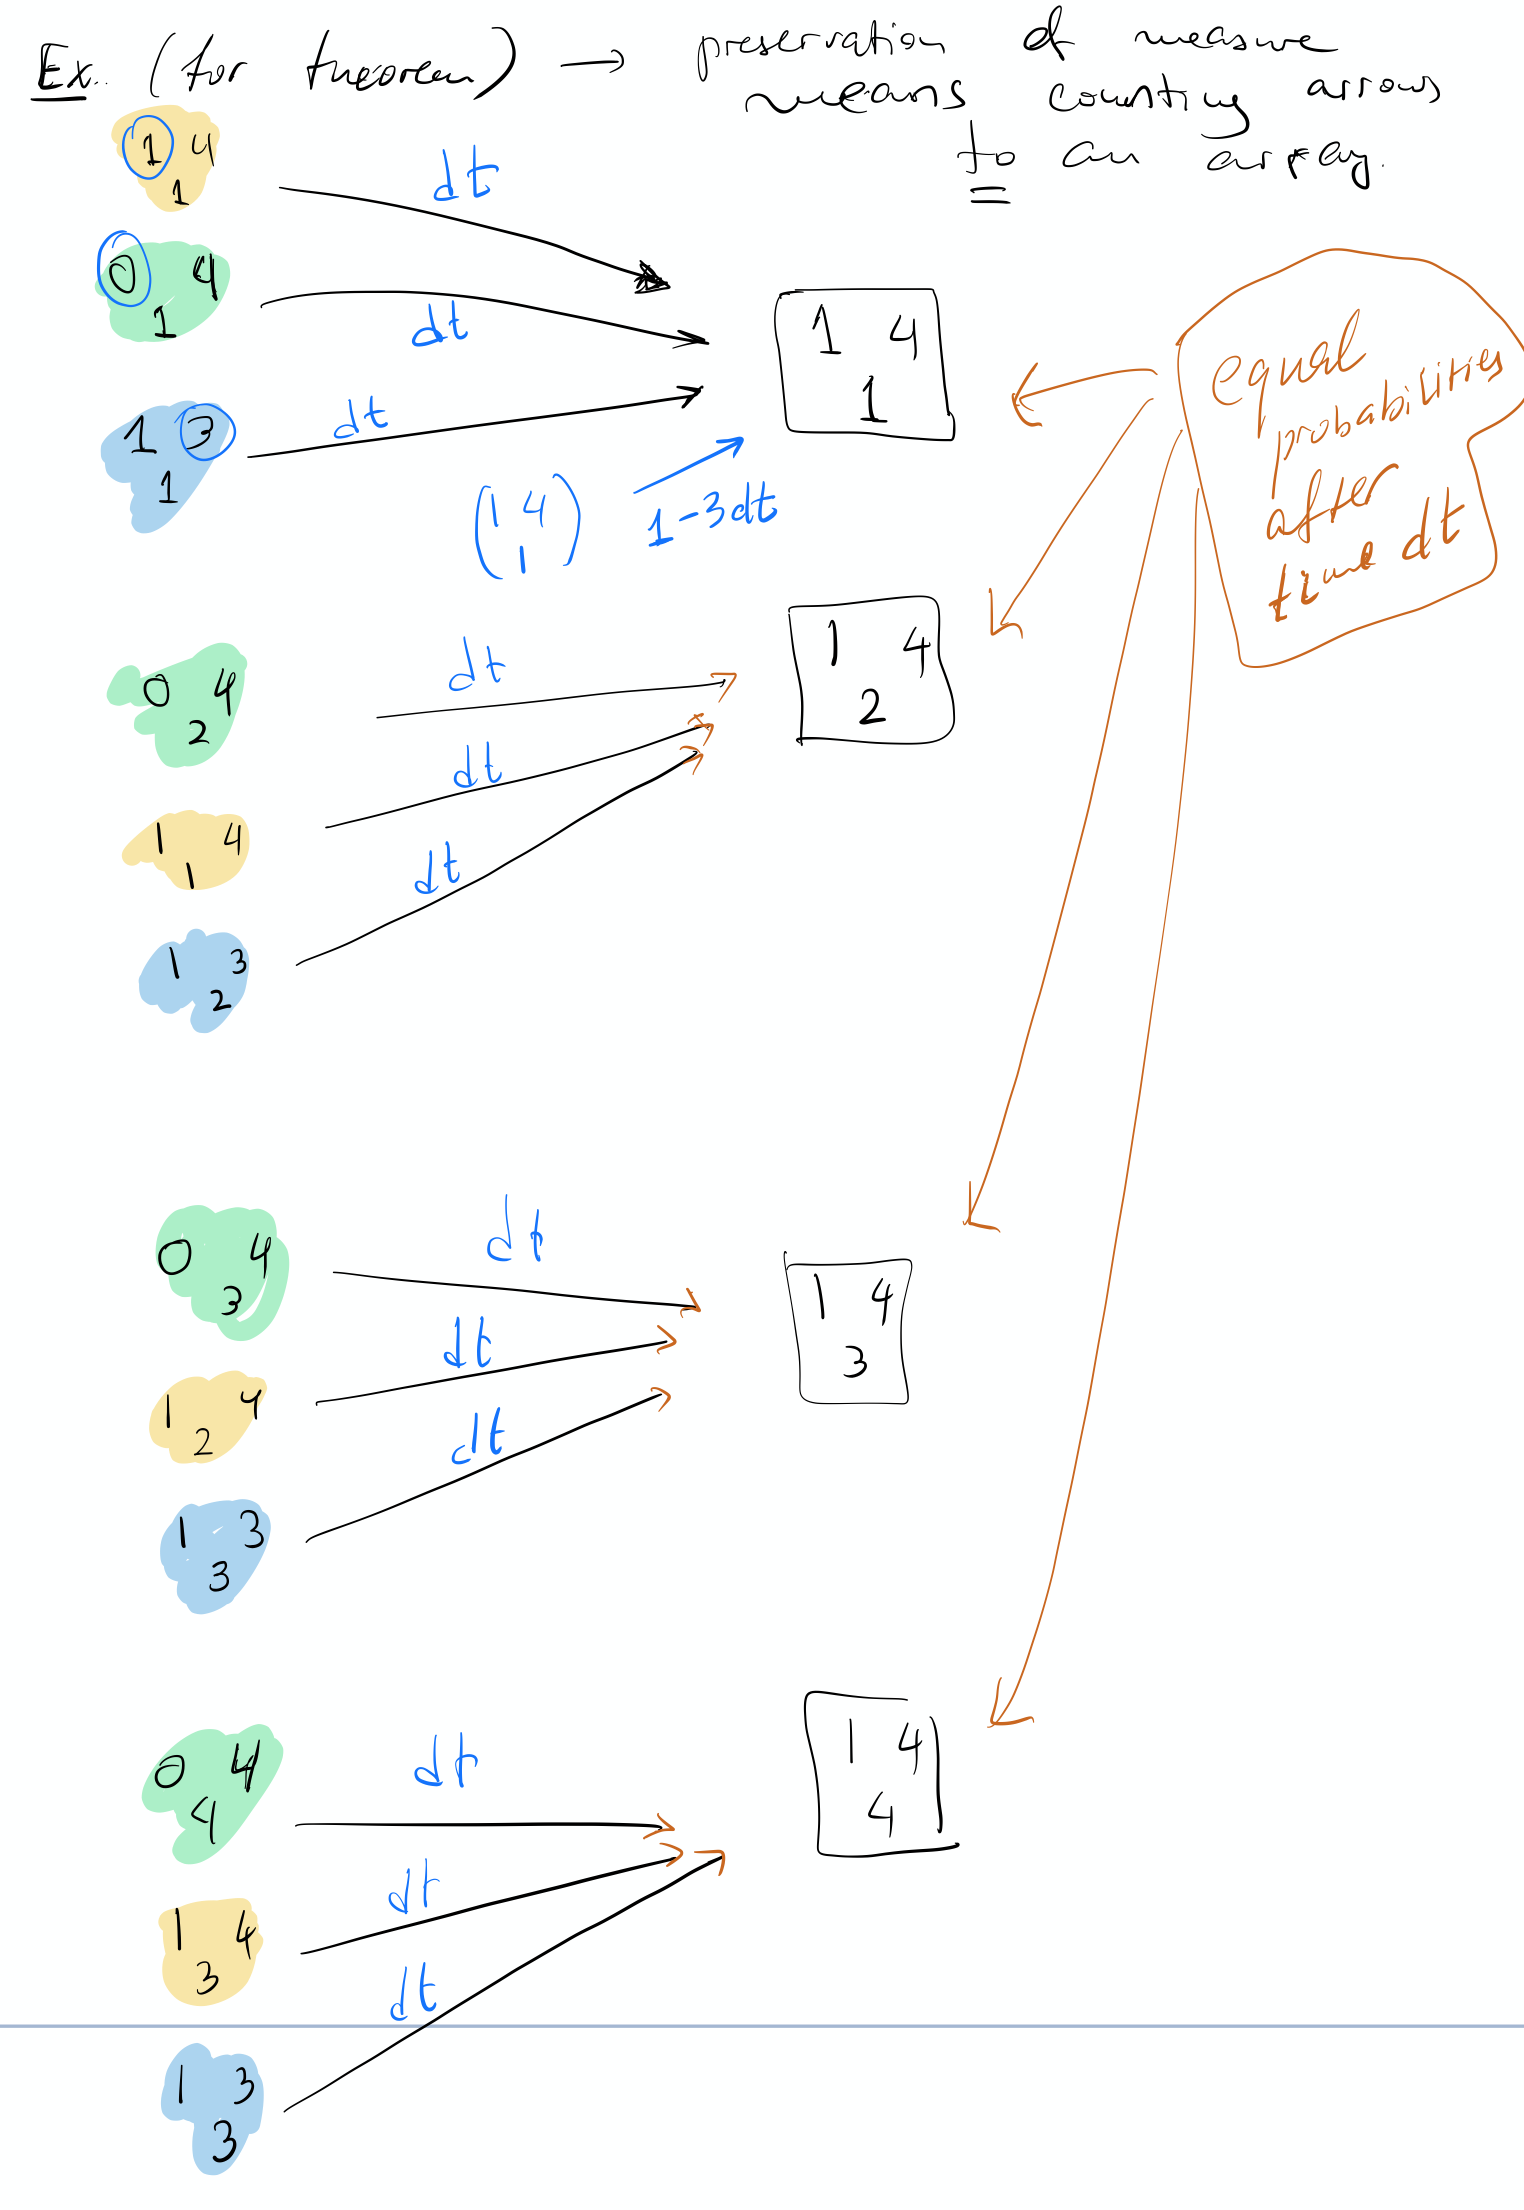 Ex. (for theorem) → preservation of measure
means counting arrows
to an array.
1 4
1
dt
0 4
1
dt
1 4
1
1 3
1
dt
(1 4
1)
1-3dt
equal
probabilities
after
time dt
0 4
2
dt
1 4
2
1 4
1
dt
1 3
2
dt
0 4
3
dt
1 4
3
1 4
2
dt
1 3
3
dt
0 4
4
dt
1 4
4
1 4
3
dt
1 3
3
dt